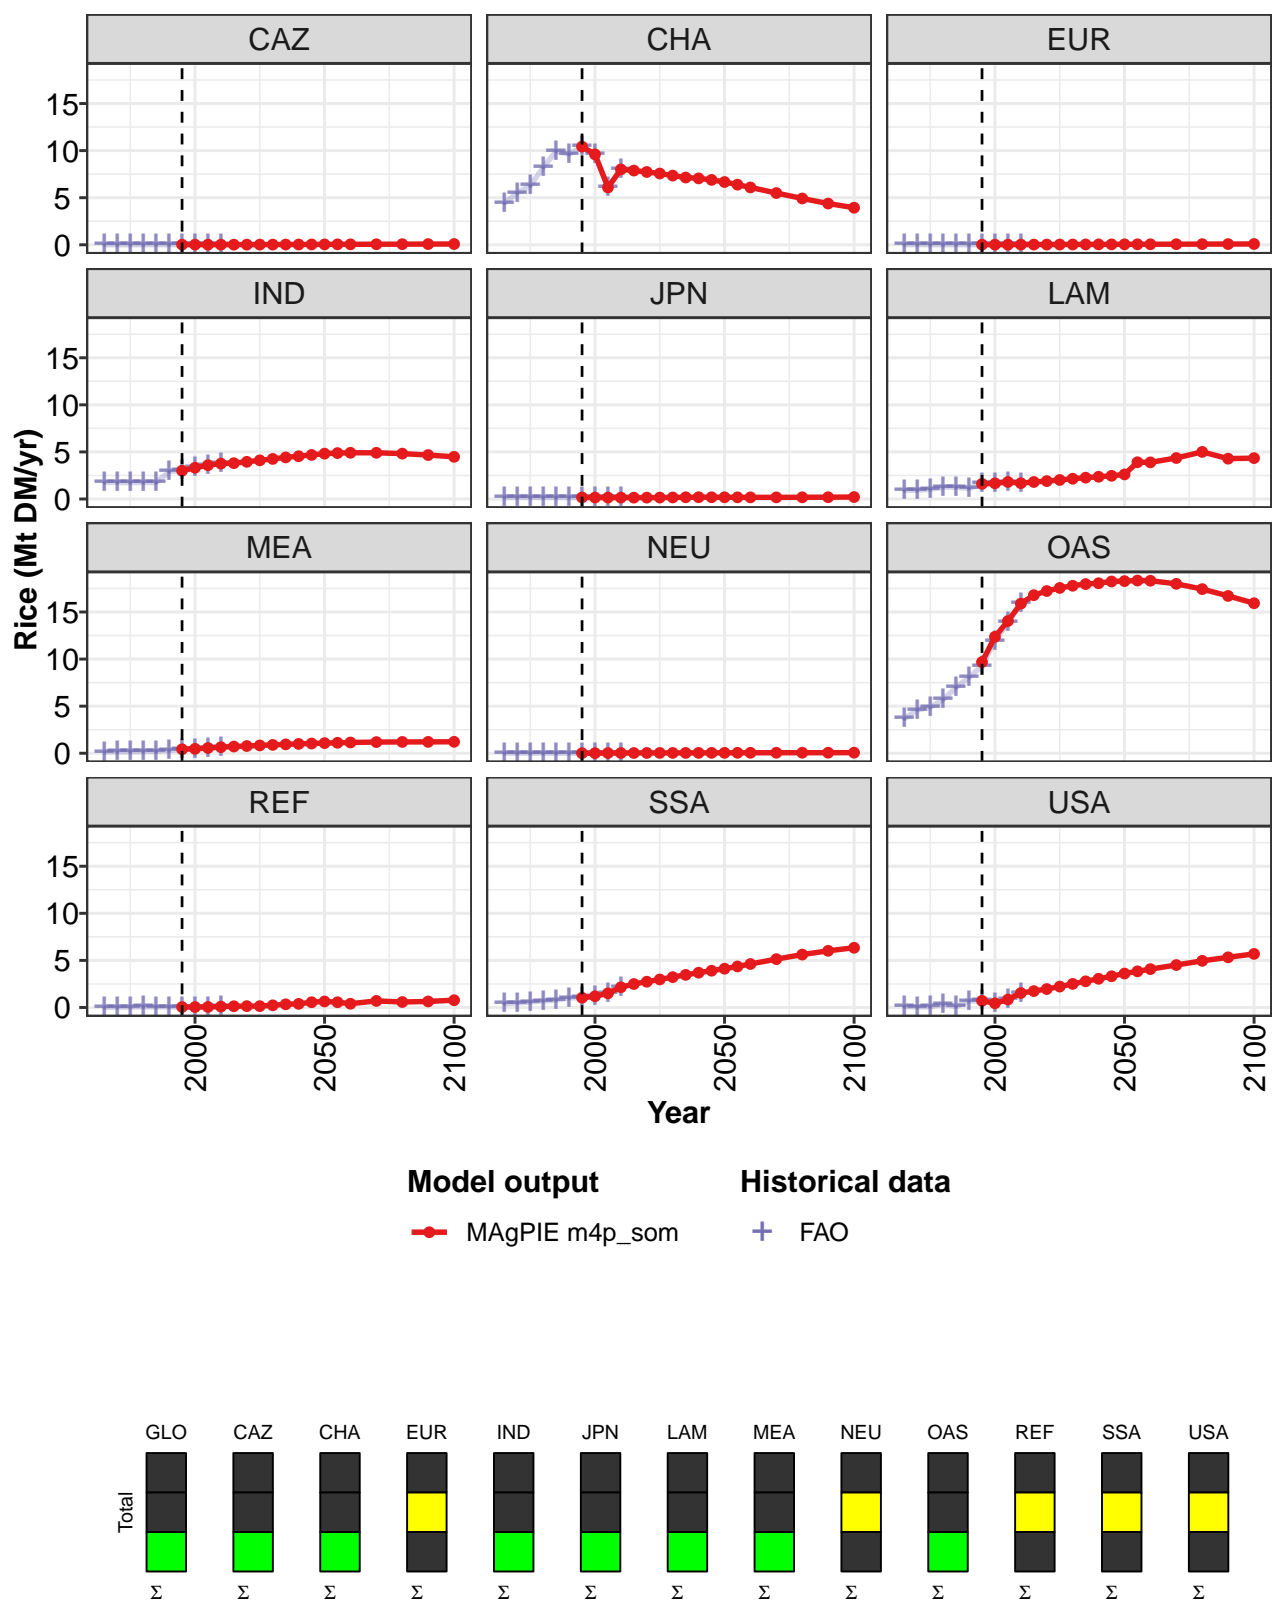 CAZ CHA EUR
15
10
5
0
IND JPN LAM
15
10
5
0
MEA NEU OAS
15
10
5
0
REF SSA USA
15
10
5
0
Rice (Mt DM/yr)
2000 2050 2100 2000 2050 2100 2000 2050 2100
Year
Model output Historical data
MAgPIE m4p_som FAO
GLO CAZ CHA EUR IND JPN LAM MEA NEU OAS REF SSA USA
Total
Σ Σ Σ Σ Σ Σ Σ Σ Σ Σ Σ Σ Σ